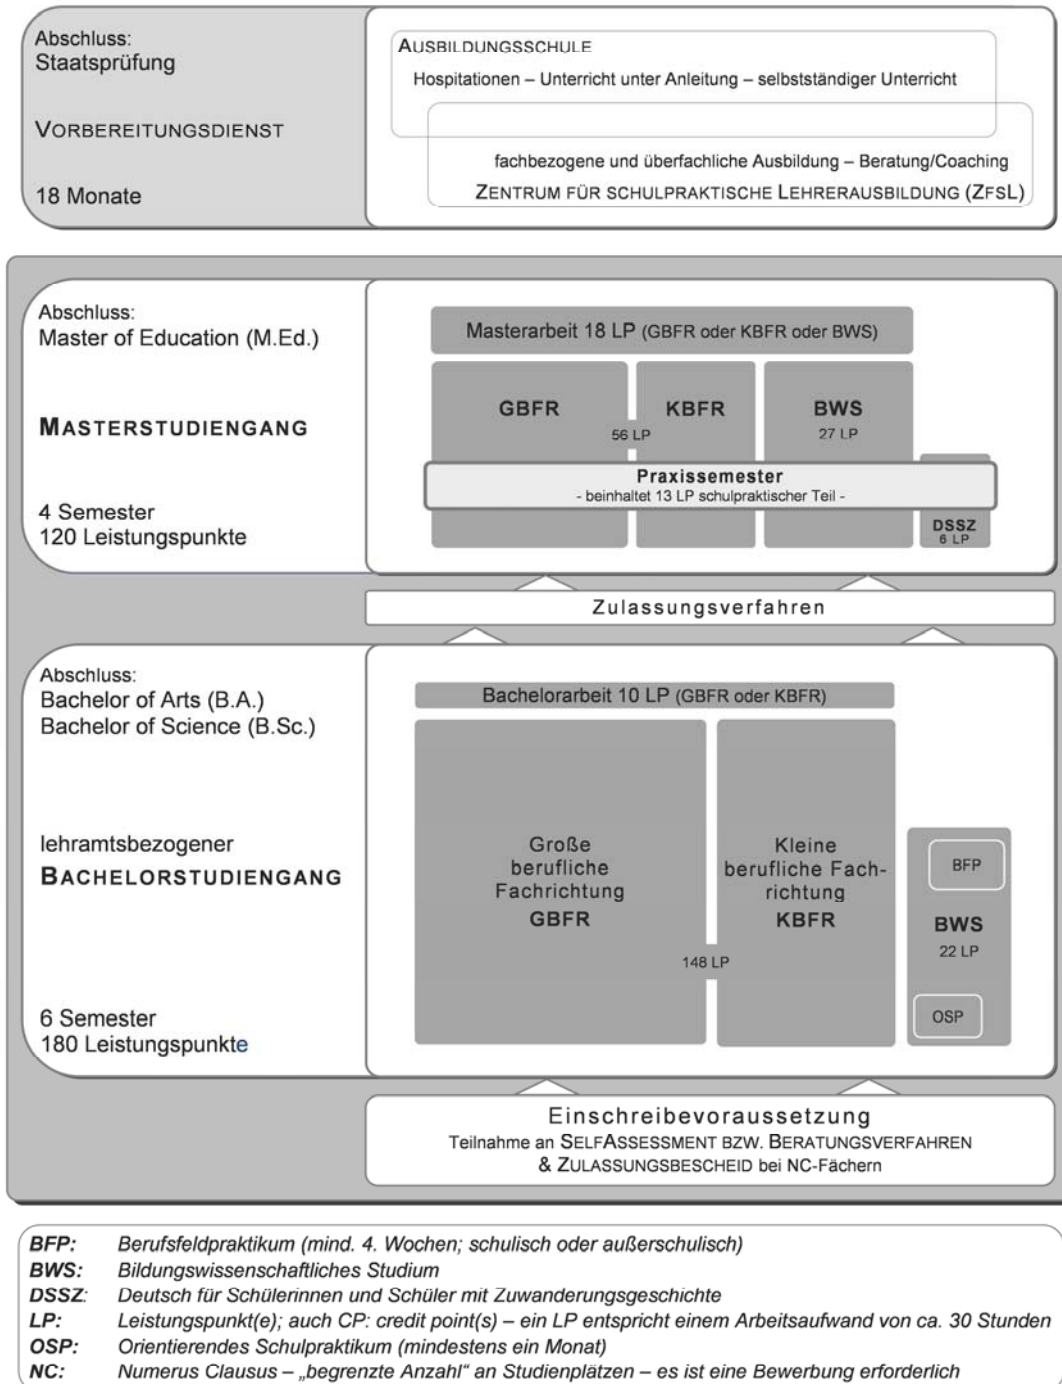 Abschluss:
Staatsprüfung
VORBEREITUNGSDIENST
18 Monate
AUSBILDUNGSSCHULE
Hospitationen – Unterricht unter Anleitung – selbstständiger Unterricht
fachbezogene und überfachliche Ausbildung – Beratung/Coaching
ZENTRUM FÜR SCHULPRAKTISCHE LEHRERAUSBILDUNG (ZFSL)
Abschluss:
Master of Education (M.Ed.)
MASTERSTUDIENGANG
4 Semester
120 Leistungspunkte
Masterarbeit 18 LP (GBFR oder KBFR oder BWS)
GBFR
KBFR
56 LP
BWS
27 LP
Praxissemester
- beinhaltet 13 LP schulpraktischer Teil -
DSSZ
6 LP
Zulassungsverfahren
Abschluss:
Bachelor of Arts (B.A.)
Bachelor of Science (B.Sc.)
lehramtsbezogener
BACHELORSTUDIENGANG
6 Semester
180 Leistungspunkte
Bachelorarbeit 10 LP (GBFR oder KBFR)
Große
berufliche
Fachrichtung
GBFR
Kleine
berufliche Fach-
richtung
KBFR
148 LP
BFP
BWS
22 LP
OSP
Einschreibevoraussetzung
Teilnahme an SELFASSESSMENT BZW. BERATUNGSVERFAHREN
& ZULASSUNGSBESCHEID bei NC-Fächern
BFP: Berufsfeldpraktikum (mind. 4. Wochen; schulisch oder außerschulisch)
BWS: Bildungswissenschaftliches Studium
DSSZ: Deutsch für Schülerinnen und Schüler mit Zuwanderungsgeschichte
LP: Leistungspunkt(e); auch CP: credit point(s) – ein LP entspricht einem Arbeitsaufwand von ca. 30 Stunden
OSP: Orientierendes Schulpraktikum (mindestens ein Monat)
NC: Numerus Clausus – „begrenzte Anzahl“ an Studienplätzen – es ist eine Bewerbung erforderlich